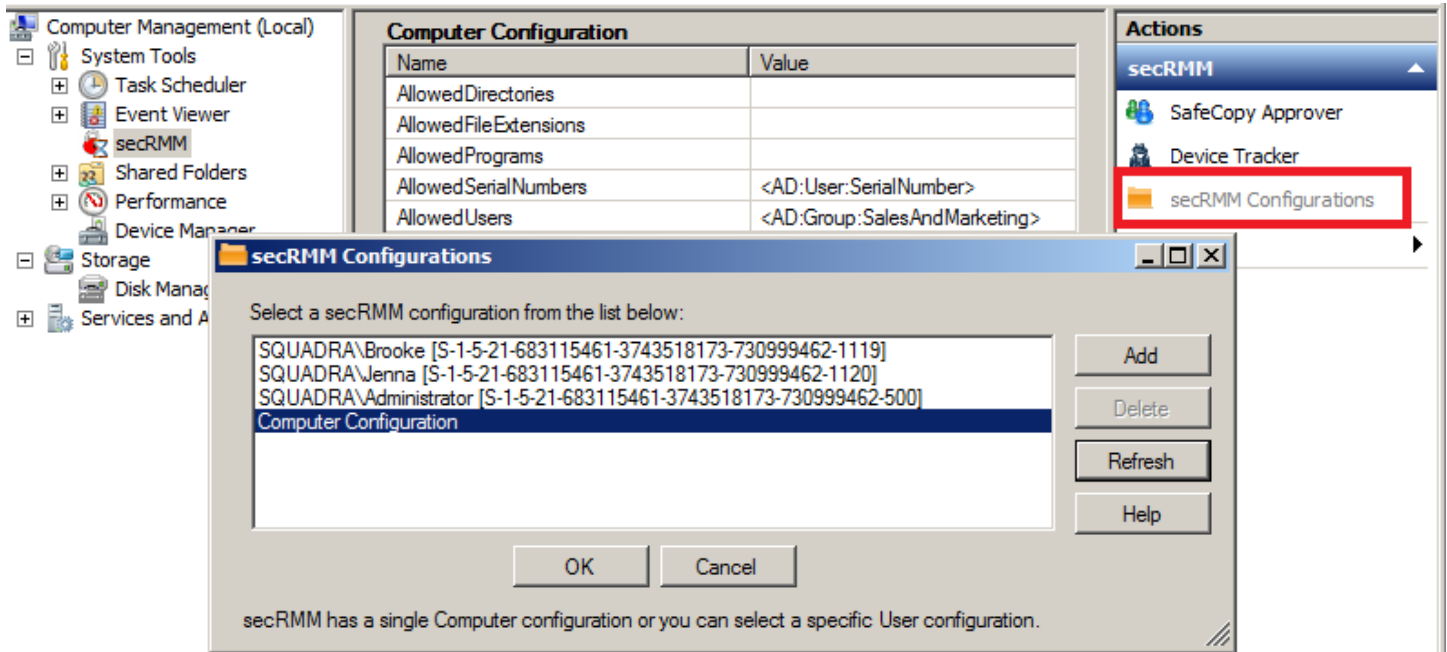 Computer Management (Local)
System Tools
Task Scheduler
Event Viewer
secRMM
Shared Folders
Performance
Device Manager
Storage
Disk Manag
Services and A
Computer Configuration
Name Value
AllowedDirectories
AllowedFileExtensions
AllowedPrograms
AllowedSerialNumbers <AD:User:SerialNumber>
AllowedUsers <AD:Group:SalesAndMarketing>
Actions
secRMM
SafeCopy Approver
Device Tracker
secRMM Configurations
secRMM Configurations
Select a secRMM configuration from the list below:
SQUADRA\Brooke [S-1-5-21-683115461-3743518173-730999462-1119]
SQUADRA\Jenna [S-1-5-21-683115461-3743518173-730999462-1120]
SQUADRA\Administrator [S-1-5-21-683115461-3743518173-730999462-500]
Computer Configuration
Add
Delete
Refresh
Help
OK Cancel
secRMM has a single Computer configuration or you can select a specific User configuration.